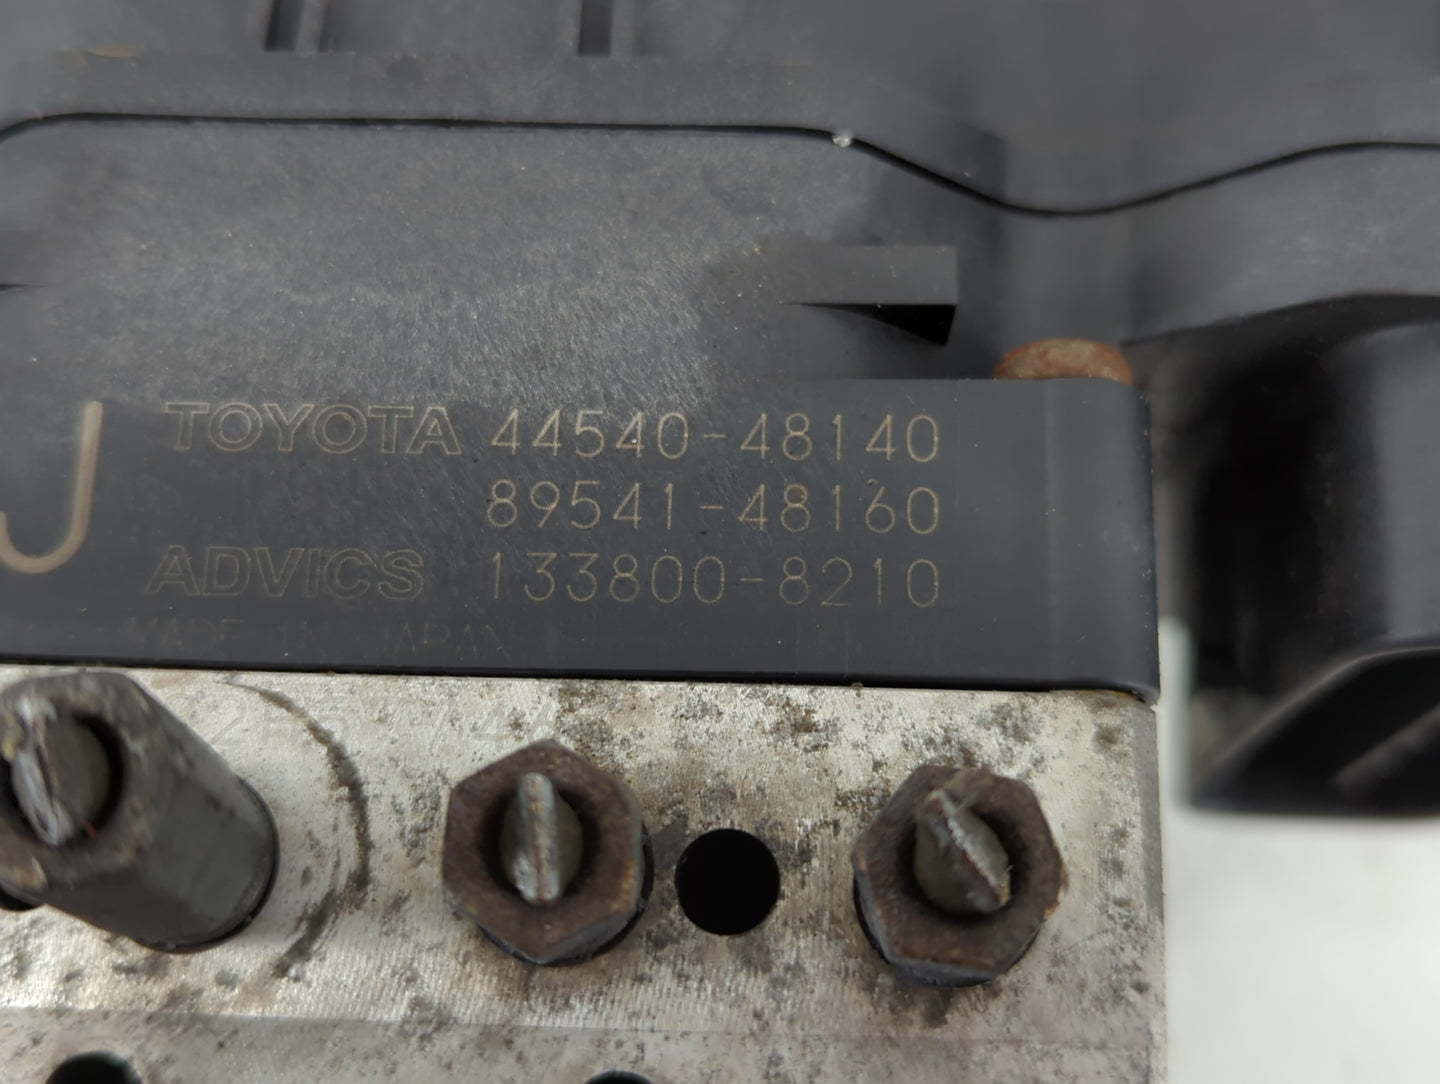 J
TOYOTA 44540-48140
89541-48160
ADVICS 133800-8210
MADE IN JAPAN